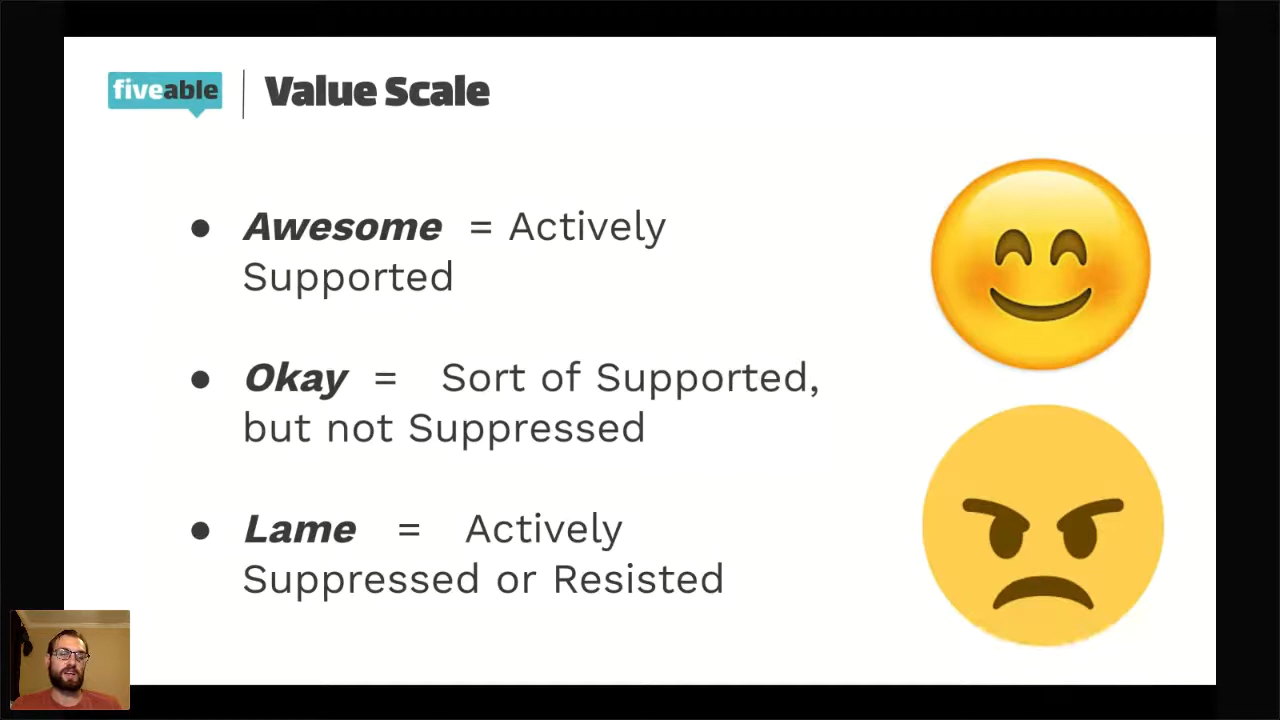 fiveable
Value Scale
● Awesome = Actively
Supported
● Okay = Sort of Supported,
but not Suppressed
● Lame = Actively
Suppressed or Resisted